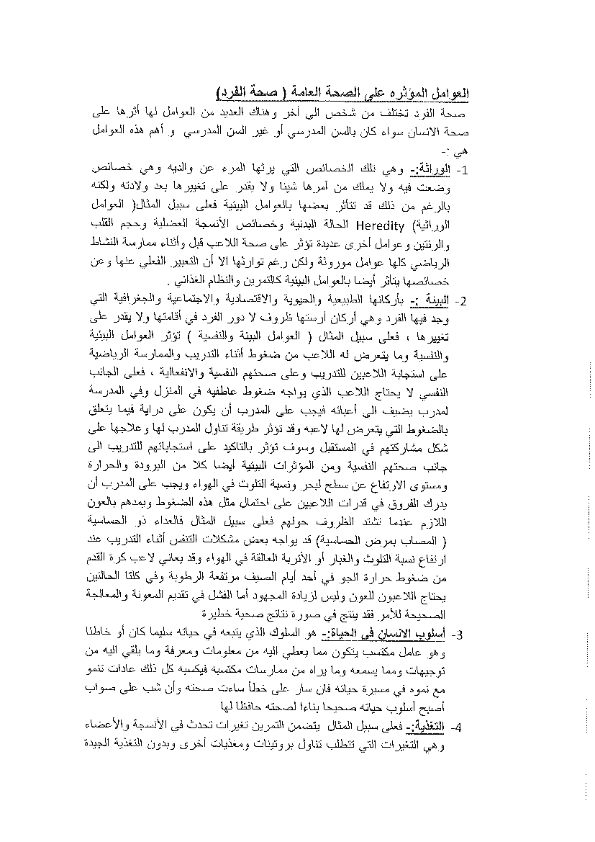 العوامل المؤثره على الصحة العامة ( صحة الفرد)
صحة الفرد تختلف من شخص الى أخر وهناك العديد من العوامل لها أثرها على
صحة الانسان سواء كان بالسن المدرسي أو غير السن المدرسي و أهم هذه العوامل
هي :-
1- الوراثة:- وهي تلك الخصائص التي يرثها المرء عن والديه وهي خصائص
وضعت فيه ولا يملك من أمرها شيئا ولا يقدر على تغييرها بعد ولادته ولكنه
بالرغم من ذلك قد تتأثر بعضها بالعوامل البيئية فعلى سبيل المثال( العوامل
الوراثية) Heredity الحالة البدنية وخصائص الأنسجة العضلية وحجم القلب
والرئتين وعوامل أخرى عديدة تؤثر على صحة اللاعب قبل وأثناء ممارسة النشاط
الرياضي كلها عوامل موروثة ولكن رغم توارثها الا أن التعبير الفعلي عنها وعن
خصائصها يتأثر أيضا بالعوامل البيئية كالتمرين والنظام الغذائي .
2- البيئة :- بأركانها الطبيعية والحيوية والاقتصادية والاجتماعية والجغرافية التي
وجد فيها الفرد وهي أركان أرستها ظروف لا دور الفرد في أقامتها ولا يقدر على
تغييرها ، فعلى سبيل المثال ( العوامل البيئة والنفسية ) تؤثر العوامل البيئية
والنفسية وما يتعرض له اللاعب من ضغوط أثناء التدريب والممارسة الرياضية
على استجابة اللاعبين للتدريب وعلى صحتهم النفسية والانفعالية ، فعلى الجانب
النفسي لا يحتاج اللاعب الذي يواجه ضغوط عاطفيه في المنزل وفي المدرسة
لمدرب يضيف الى أعبائه فيجب على المدرب أن يكون على دراية فيما يتعلق
بالضغوط التي يتعرض لها لاعبه وقد تؤثر طريقة تناول المدرب لها وعلاجها على
شكل مشاركتهم في المستقبل وسوف تؤثر بالتاكيد على استجاباتهم للتدريب الى
جانب صحتهم النفسية ومن المؤثرات البيئية أيضا كلا من البرودة والحرارة
ومستوى الارتفاع عن سطح لبحر ونسبة التلوث في الهواء ويجب على المدرب أن
يدرك الفروق في قدرات اللاعبين على احتمال مثل هذه الضغوط ويمدهم بالعون
اللازم عندما تشتد الظروف حولهم فعلى سبيل المثال فالعداء ذو الحساسية
( المصاب بمرض الحساسية) قد يواجه بعض مشكلات التنفس أثناء التدريب عند
ارتفاع نسبة التلوث والغبار أو الأتربة العالقة في الهواء وقد يعاني لاعب كرة القدم
من ضغوط حرارة الجو في أحد أيام الصيف مرتفعة الرطوبة وفي كلتا الحالتين
يحتاج اللاعبون للعون وليس لزيادة المجهود أما الفشل في تقديم المعونة والمعالجة
الصحيحة للأمر فقد ينتج في صورة نتائج صحية خطيرة
3- أسلوب الانسان في الحياة:- هو السلوك الذي يتبعه في حياته سليما كان أو خاطئا
وهو عامل مكتسب يتكون مما يعطي اليه من معلومات ومعرفة وما يلقي اليه من
توجيهات ومما يسمعه وما يراه من ممارسات مكتسبة فيكسبه كل ذلك عادات تنمو
مع نموه في مسيرة حياته فان سار على خطأ ساءت صحته وأن شب على صواب
أصبح أسلوب حياته صحيحا بناءا لصحته حافظا لها
4- التغذية:- فعلى سبيل المثال يتضمن التمرين تغيرات تحدث في الأنسجة والأعضاء
وهي التغيرات التي تتطلب تناول بروتينات ومغذيات أخرى وبدون التغذية الجيدة